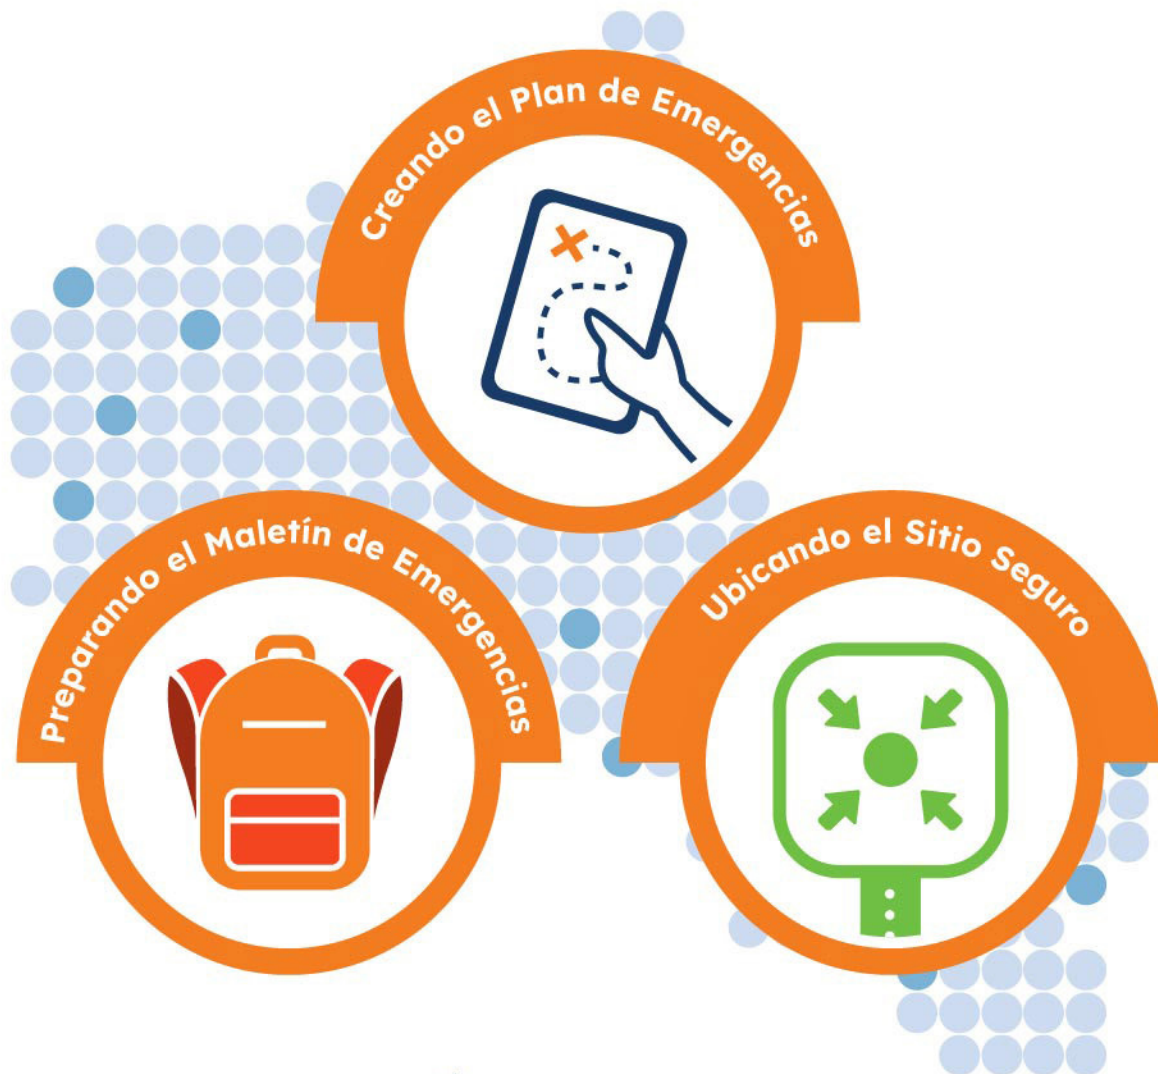 Creando el Plan de Emergencias
Preparando el Maletín de Emergencias
Ubicando el Sitio Seguro